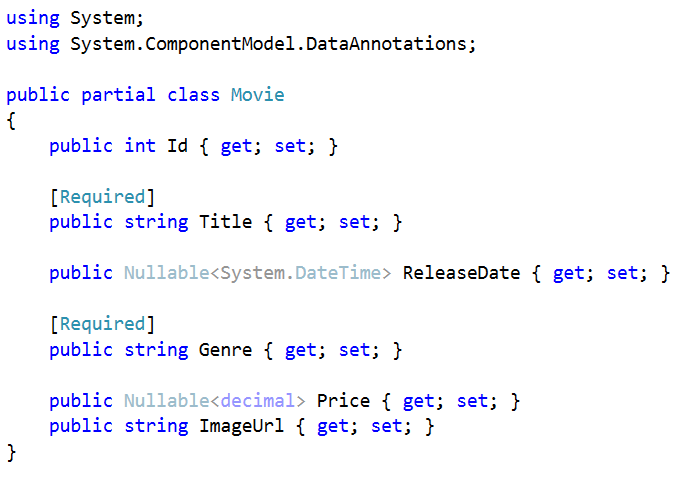 using System;
using System.ComponentModel.DataAnnotations;
public partial class Movie
{
public int Id { get; set; }
[Required]
public string Title { get; set; }
public Nullable<System.DateTime> ReleaseDate { get; set; }
[Required]
public string Genre { get; set; }
public Nullable<decimal> Price { get; set; }
public string ImageUrl { get; set; }
}